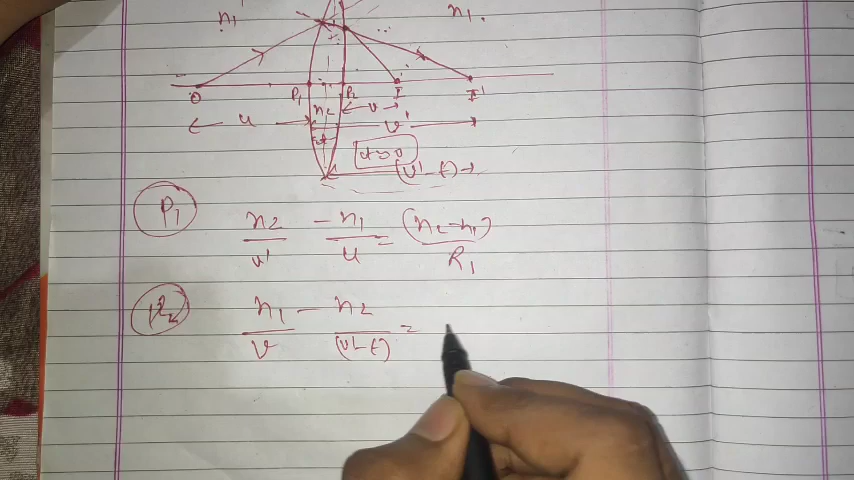 n₁ n₁
O P₁ P₂ I I'
n₂ v
u v'
t t≈0
(v'-t)
P₁ n₂/v' - n₁/u = (n₂-n₁)/R₁
P₂ n₁/v - n₂/(v'-t) =